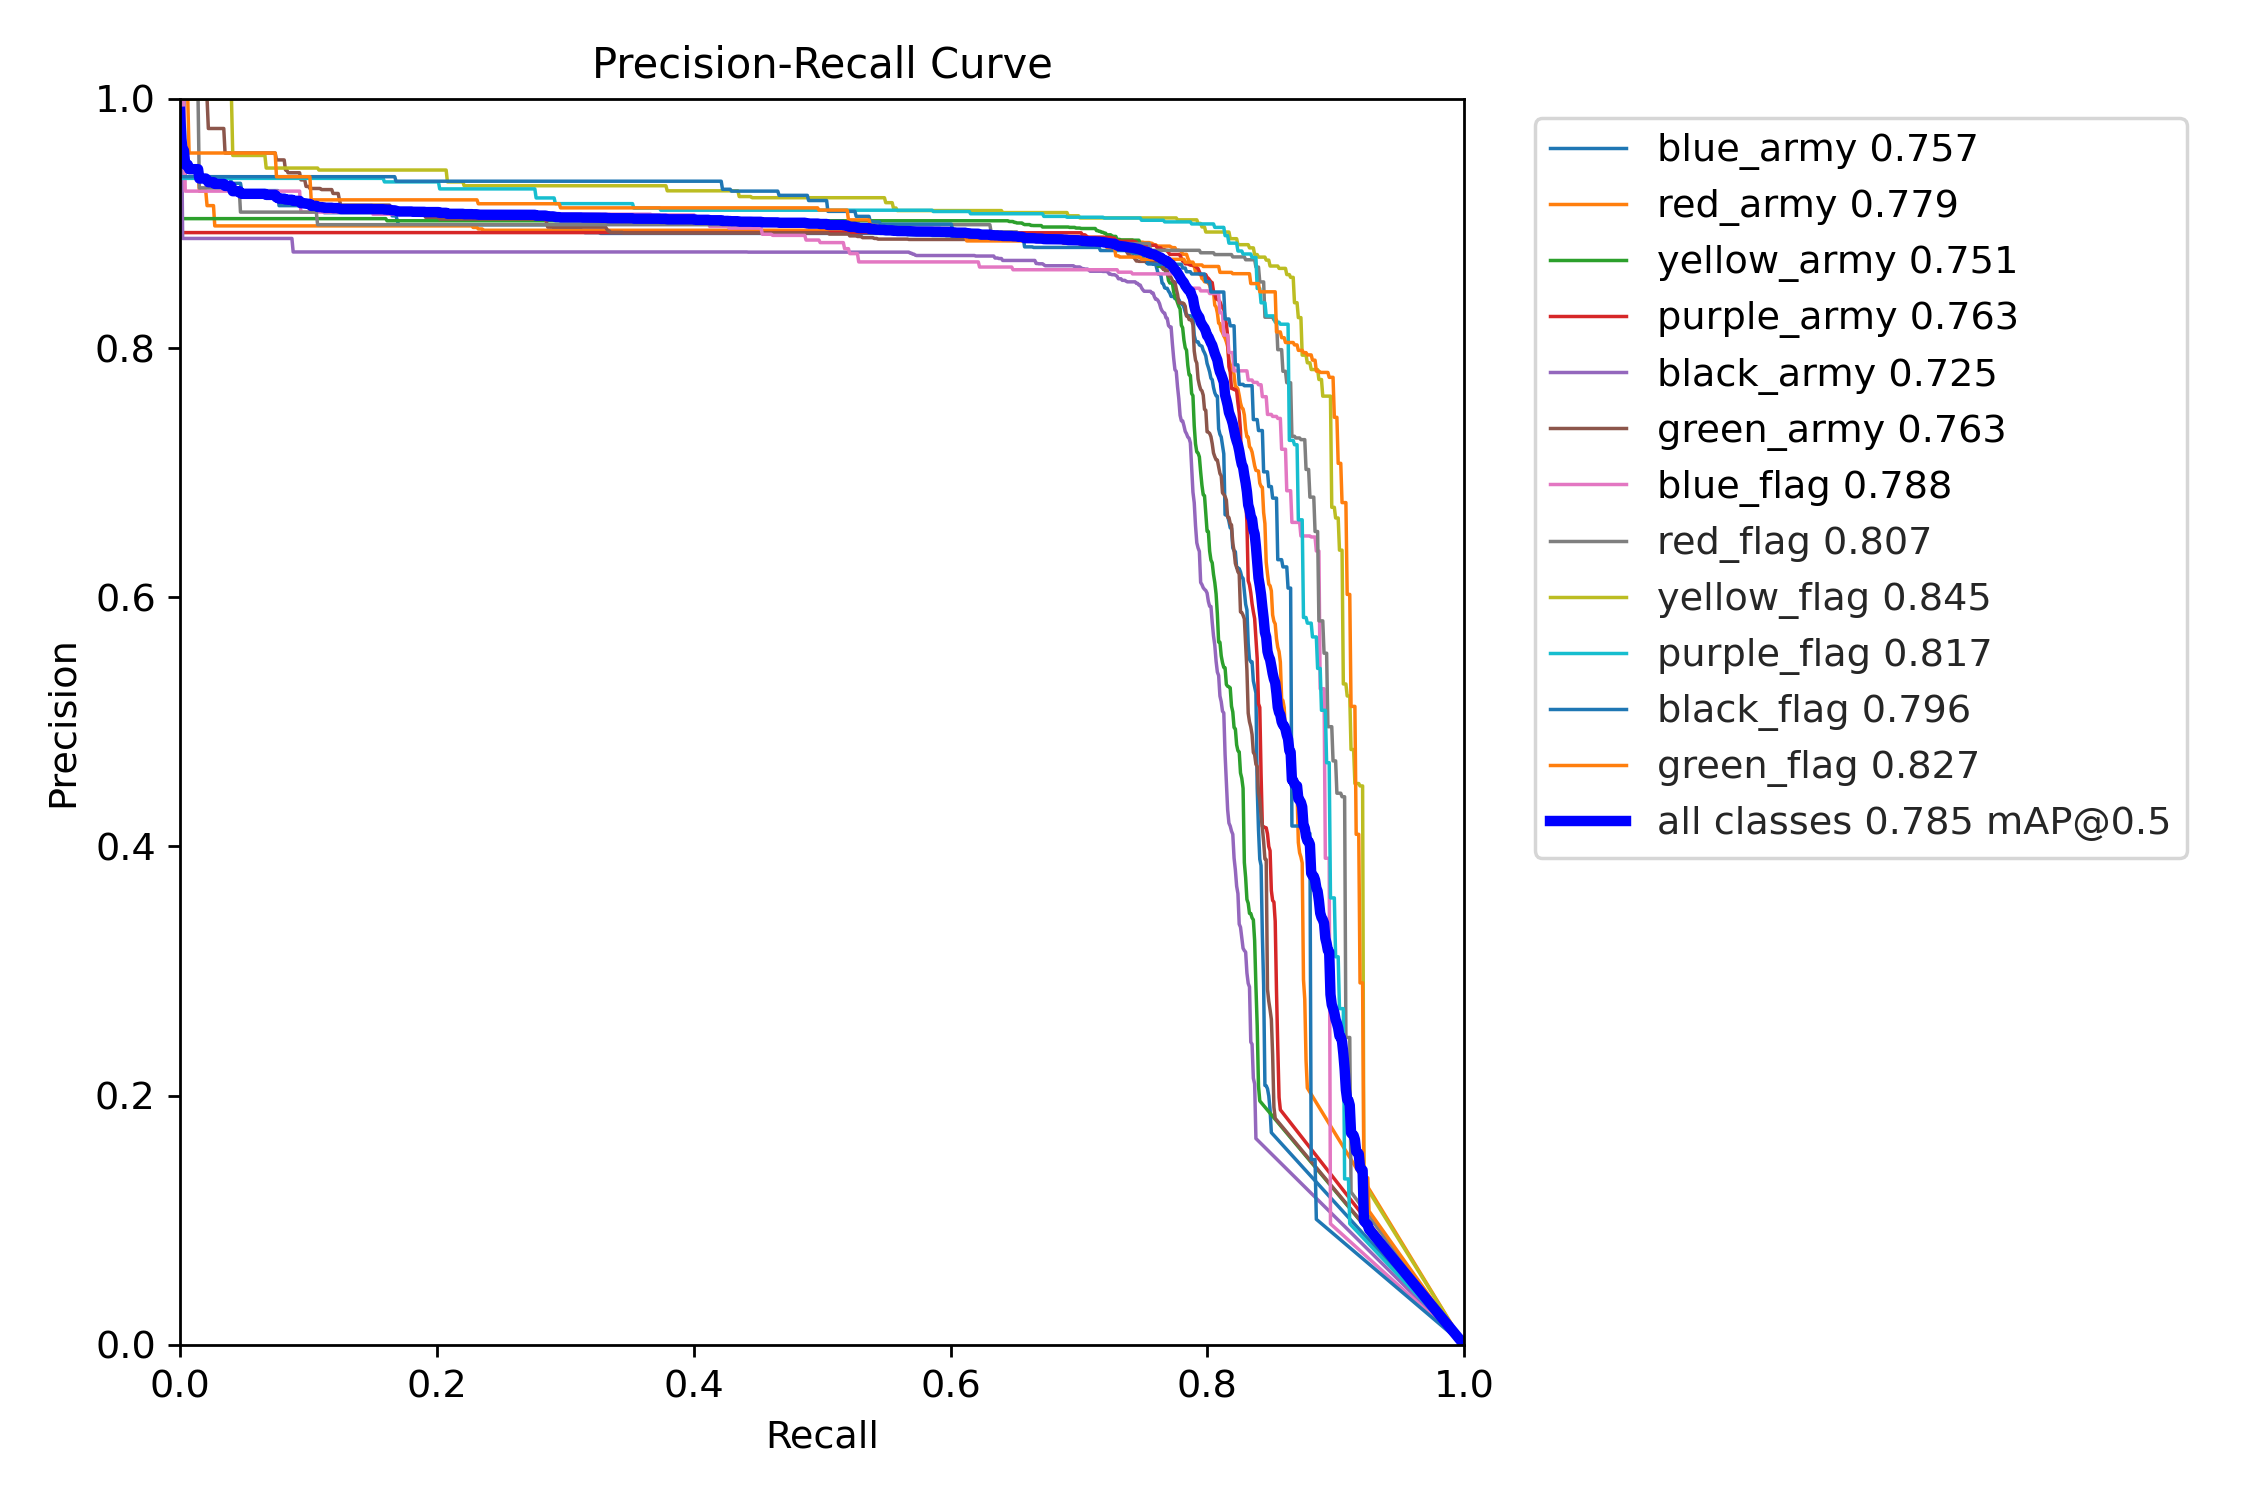 Precision-Recall Curve
1.0
0.8
0.6
0.4
0.2
0.0
Precision
0.0 0.2 0.4 0.6 0.8 1.0
Recall
blue_army 0.757
red_army 0.779
yellow_army 0.751
purple_army 0.763
black_army 0.725
green_army 0.763
blue_flag 0.788
red_flag 0.807
yellow_flag 0.845
purple_flag 0.817
black_flag 0.796
green_flag 0.827
all classes 0.785 mAP@0.5